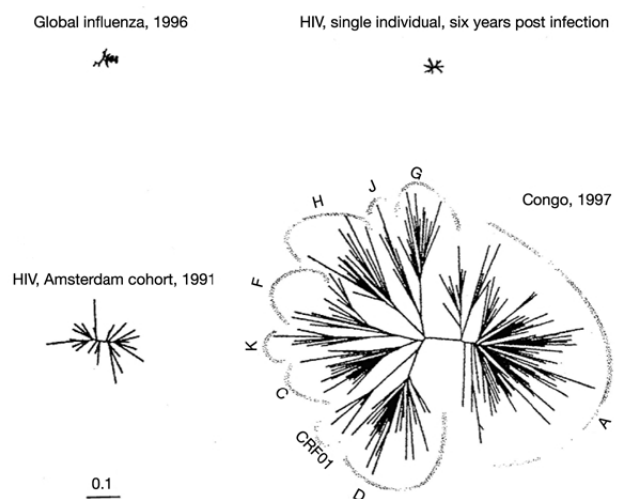 Global influenza, 1996
HIV, single individual, six years post infection
HIV, Amsterdam cohort, 1991
Congo, 1997
G
J
H
F
K
C
CRF01
D
A
0.1